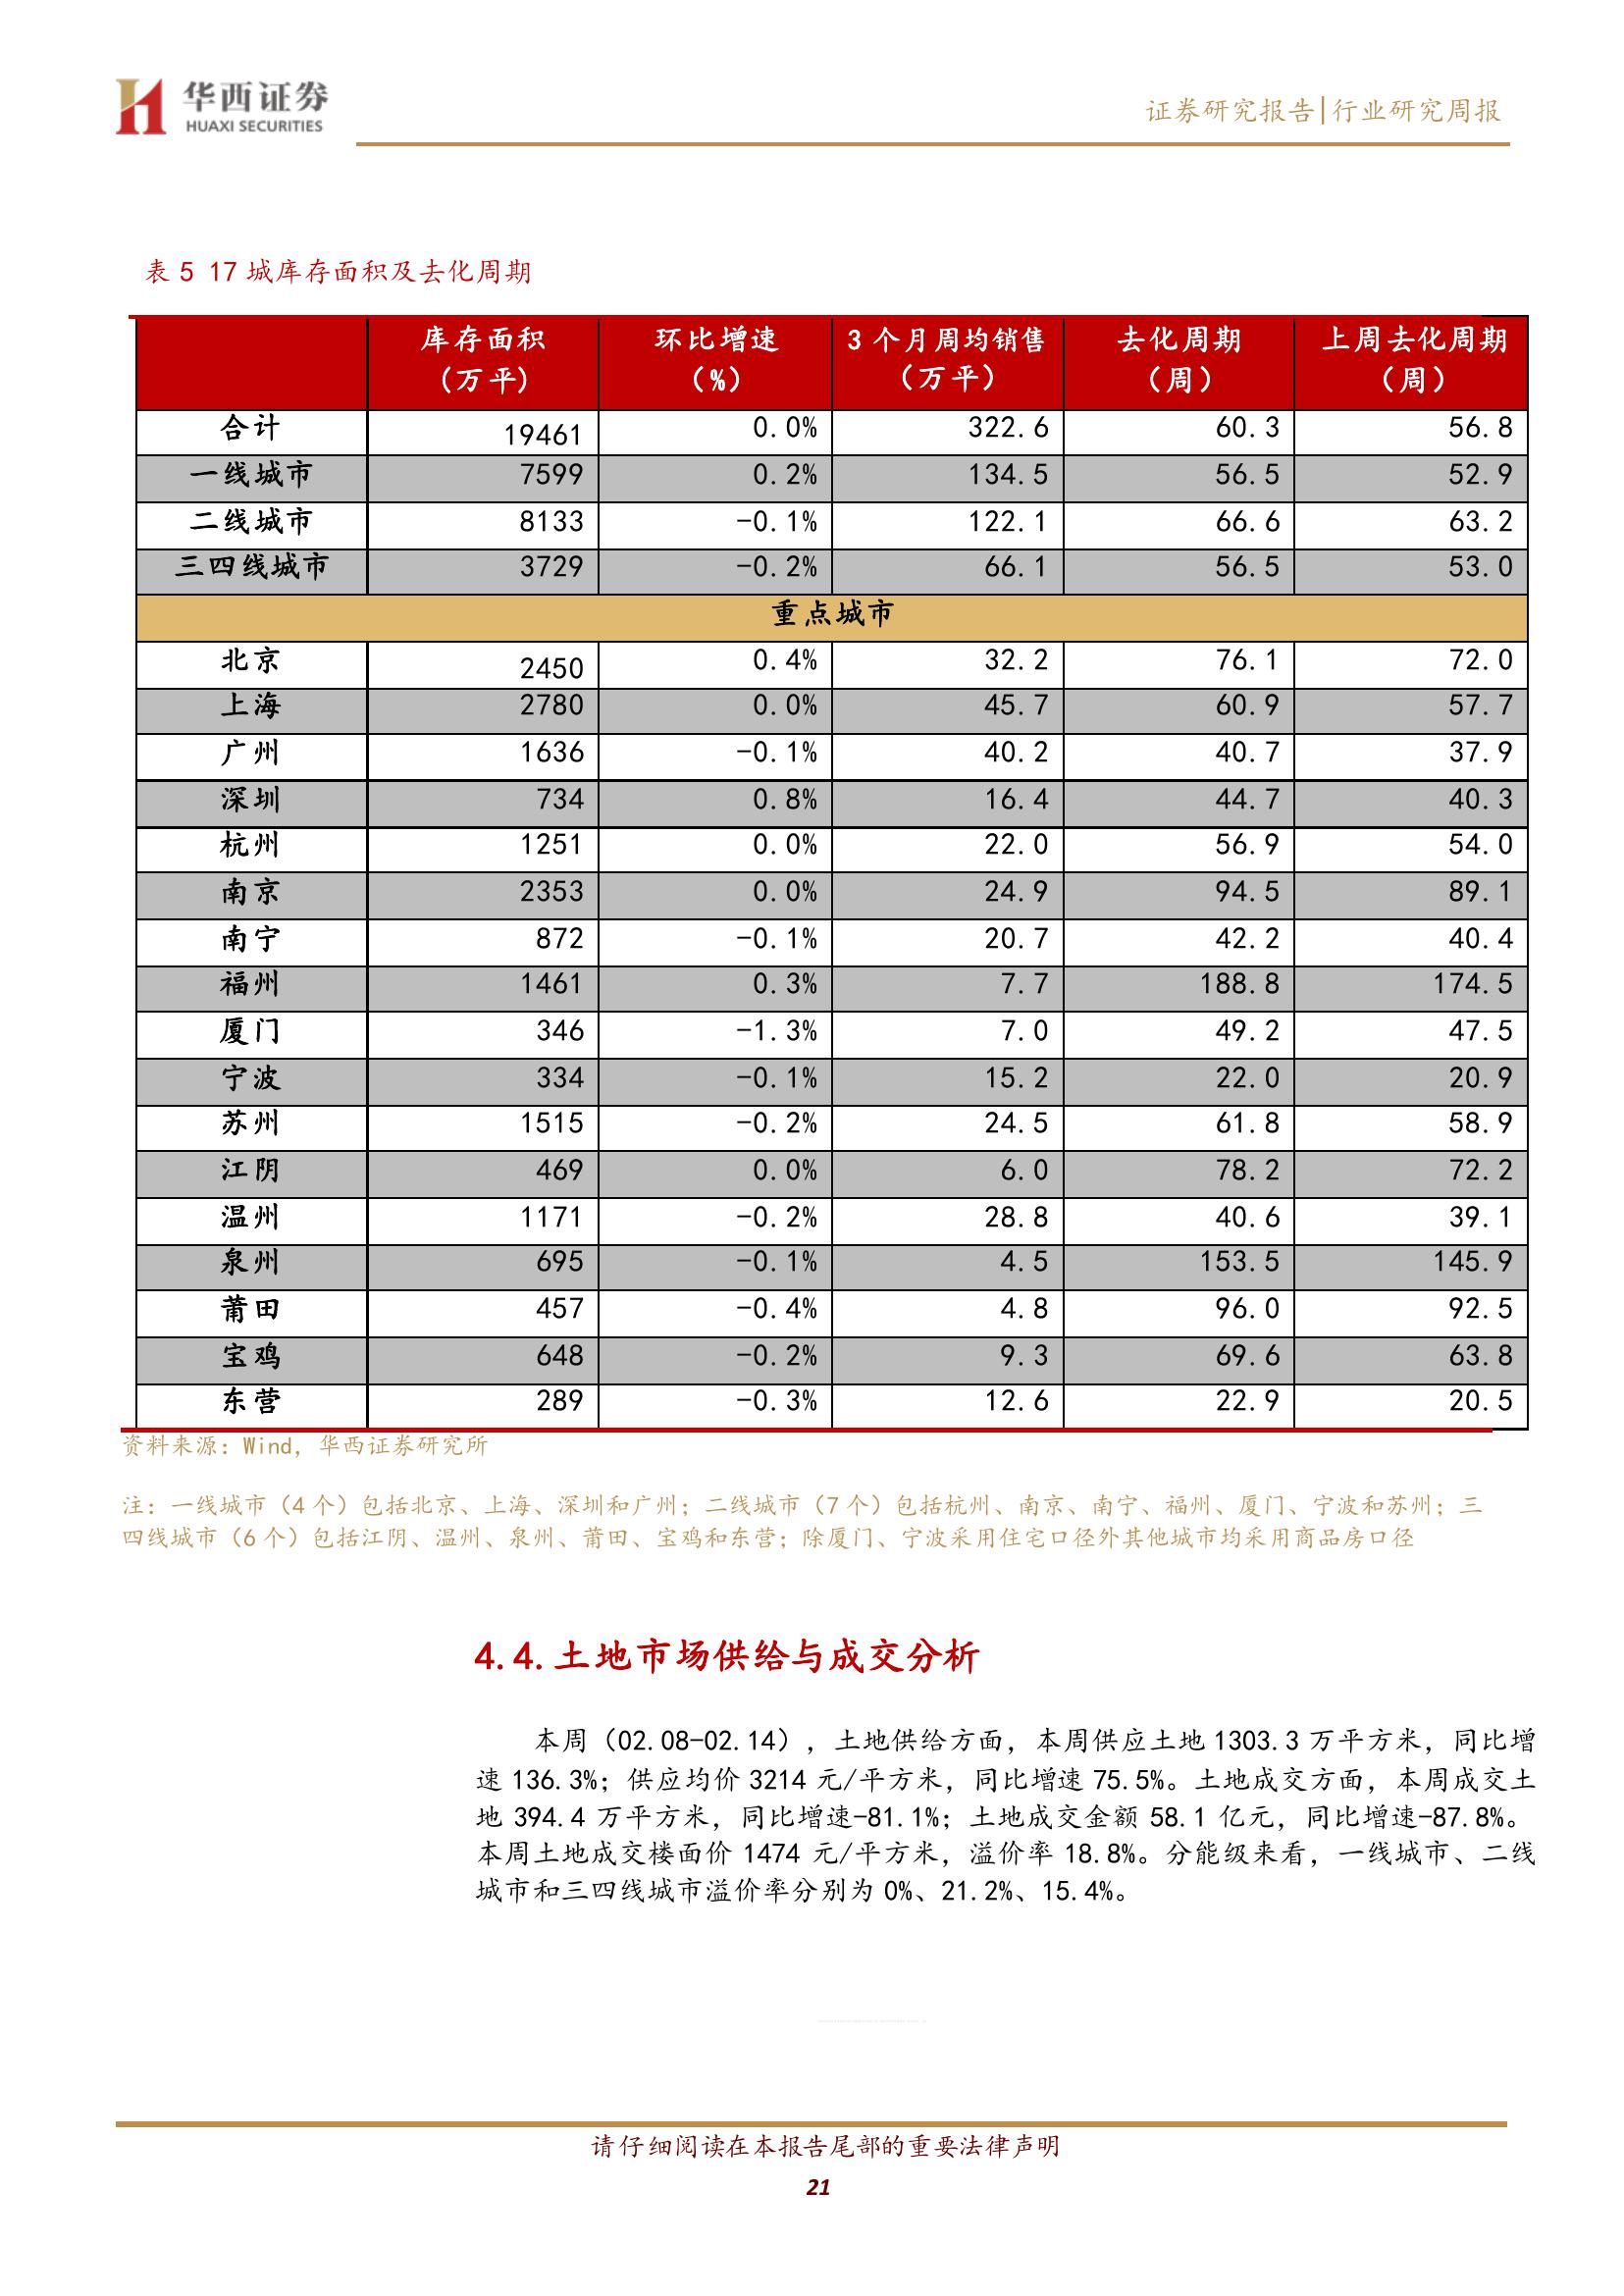 华西证券
HUAXI SECURITIES
证券研究报告|行业研究周报
表 5 17 城库存面积及去化周期
库存面积（万平） 环比增速（%） 3 个月周均销售（万平） 去化周期（周） 上周去化周期（周）
合计 19461 0.0% 322.6 60.3 56.8
一线城市 7599 0.2% 134.5 56.5 52.9
二线城市 8133 -0.1% 122.1 66.6 63.2
三四线城市 3729 -0.2% 66.1 56.5 53.0
重点城市
北京 2450 0.4% 32.2 76.1 72.0
上海 2780 0.0% 45.7 60.9 57.7
广州 1636 -0.1% 40.2 40.7 37.9
深圳 734 0.8% 16.4 44.7 40.3
杭州 1251 0.0% 22.0 56.9 54.0
南京 2353 0.0% 24.9 94.5 89.1
南宁 872 -0.1% 20.7 42.2 40.4
福州 1461 0.3% 7.7 188.8 174.5
厦门 346 -1.3% 7.0 49.2 47.5
宁波 334 -0.1% 15.2 22.0 20.9
苏州 1515 -0.2% 24.5 61.8 58.9
江阴 469 0.0% 6.0 78.2 72.2
温州 1171 -0.2% 28.8 40.6 39.1
泉州 695 -0.1% 4.5 153.5 145.9
莆田 457 -0.4% 4.8 96.0 92.5
宝鸡 648 -0.2% 9.3 69.6 63.8
东营 289 -0.3% 12.6 22.9 20.5
资料来源：Wind，华西证券研究所
注：一线城市（4 个）包括北京、上海、深圳和广州；二线城市（7 个）包括杭州、南京、南宁、福州、厦门、宁波和苏州；三
四线城市（6 个）包括江阴、温州、泉州、莆田、宝鸡和东营；除厦门、宁波采用住宅口径外其他城市均采用商品房口径
4.4.土地市场供给与成交分析
本周（02.08-02.14），土地供给方面，本周供应土地 1303.3 万平方米，同比增
速 136.3%；供应均价 3214 元/平方米，同比增速 75.5%。土地成交方面，本周成交土
地 394.4 万平方米，同比增速-81.1%；土地成交金额 58.1 亿元，同比增速-87.8%。
本周土地成交楼面价 1474 元/平方米，溢价率 18.8%。分能级来看，一线城市、二线
城市和三四线城市溢价率分别为 0%、21.2%、15.4%。
请仔细阅读在本报告尾部的重要法律声明
21